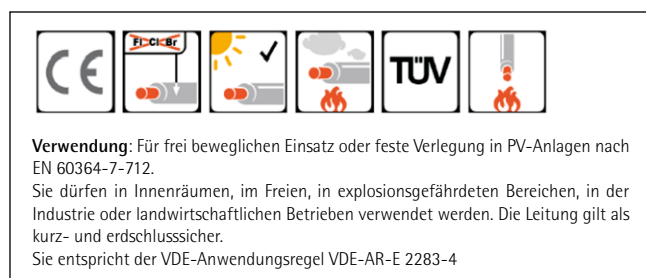 CE
Fl Cl Br
TÜV
Verwendung: Für frei beweglichen Einsatz oder feste Verlegung in PV-Anlagen nach
EN 60364-7-712.
Sie dürfen in Innenräumen, im Freien, in explosionsgefährdeten Bereichen, in der
Industrie oder landwirtschaftlichen Betrieben verwendet werden. Die Leitung gilt als
kurz- und erdschlusssicher.
Sie entspricht der VDE-Anwendungsregel VDE-AR-E 2283-4